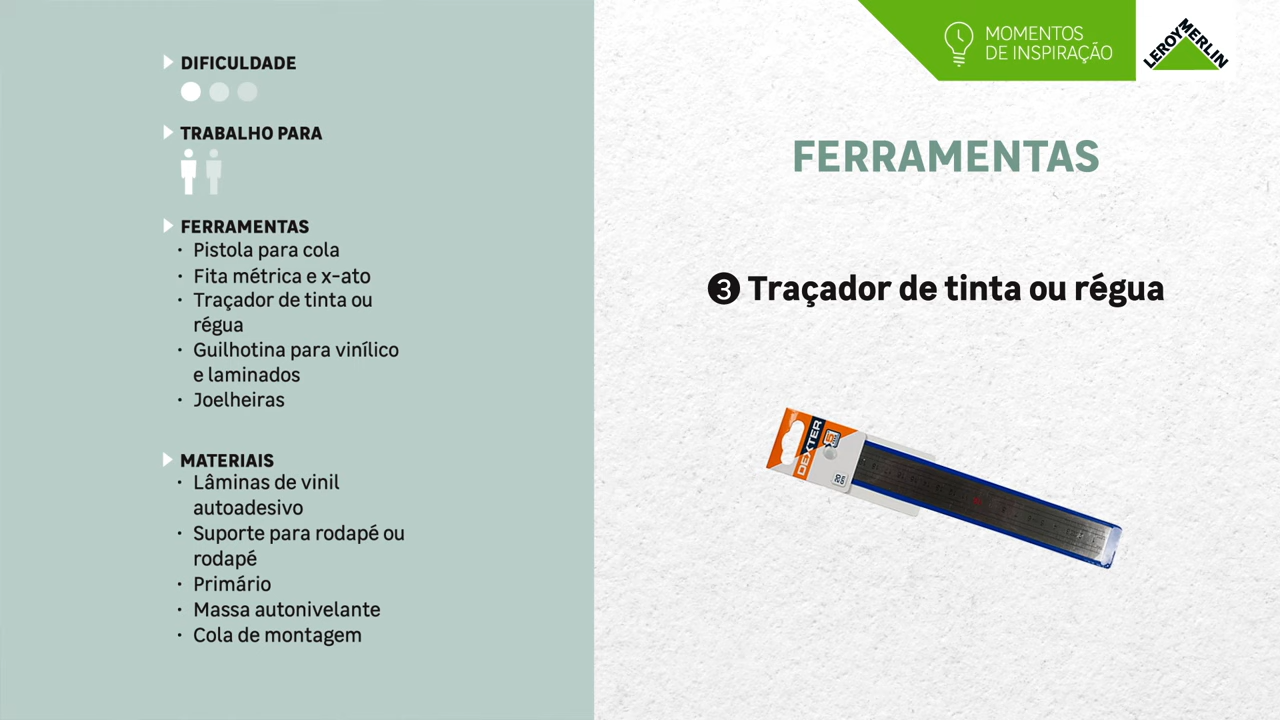 DIFICULDADE
TRABALHO PARA
FERRAMENTAS
· Pistola para cola
· Fita métrica e x-ato
· Traçador de tinta ou
régua
· Guilhotina para vinílico
e laminados
· Joelheiras
MATERIAIS
· Lâminas de vinil
autoadesivo
· Suporte para rodapé ou
rodapé
· Primário
· Massa autonivelante
· Cola de montagem
MOMENTOS
DE INSPIRAÇÃO
LEROY MERLIN
FERRAMENTAS
3 Traçador de tinta ou régua
DEXTER